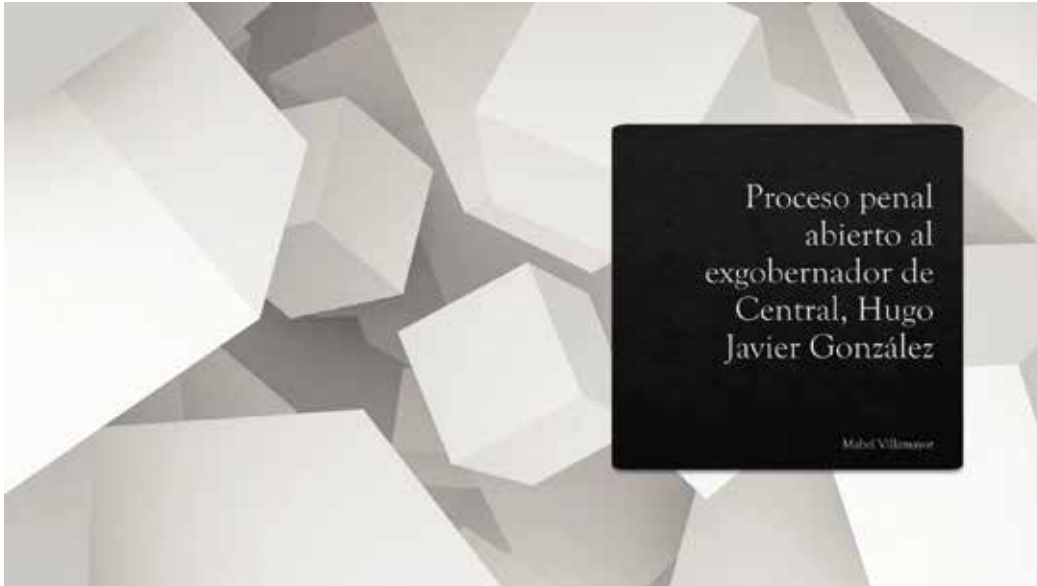 Proceso penal
abierto al
exgobernador de
Central, Hugo
Javier González
Mabel Villamayor